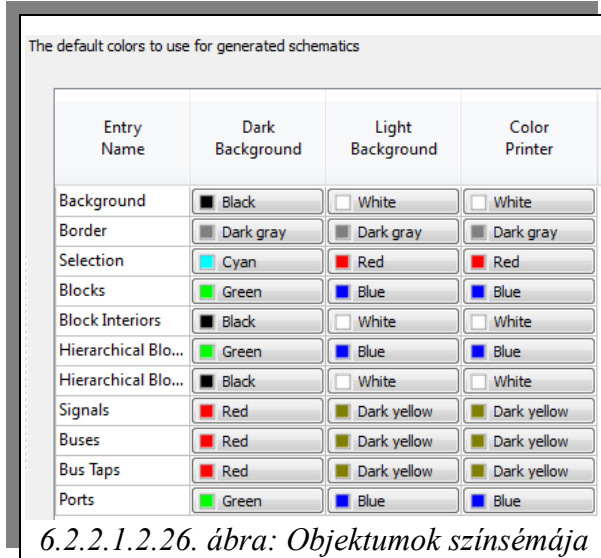 The default colors to use for generated schematics
Entry Name Dark Background Light Background Color Printer
Background Black White White
Border Dark gray Dark gray Dark gray
Selection Cyan Red Red
Blocks Green Blue Blue
Block Interiors Black White White
Hierarchical Blo... Green Blue Blue
Hierarchical Blo... Black White White
Signals Red Dark yellow Dark yellow
Buses Red Dark yellow Dark yellow
Bus Taps Red Dark yellow Dark yellow
Ports Green Blue Blue
6.2.2.1.2.26. ábra: Objektumok színsémája